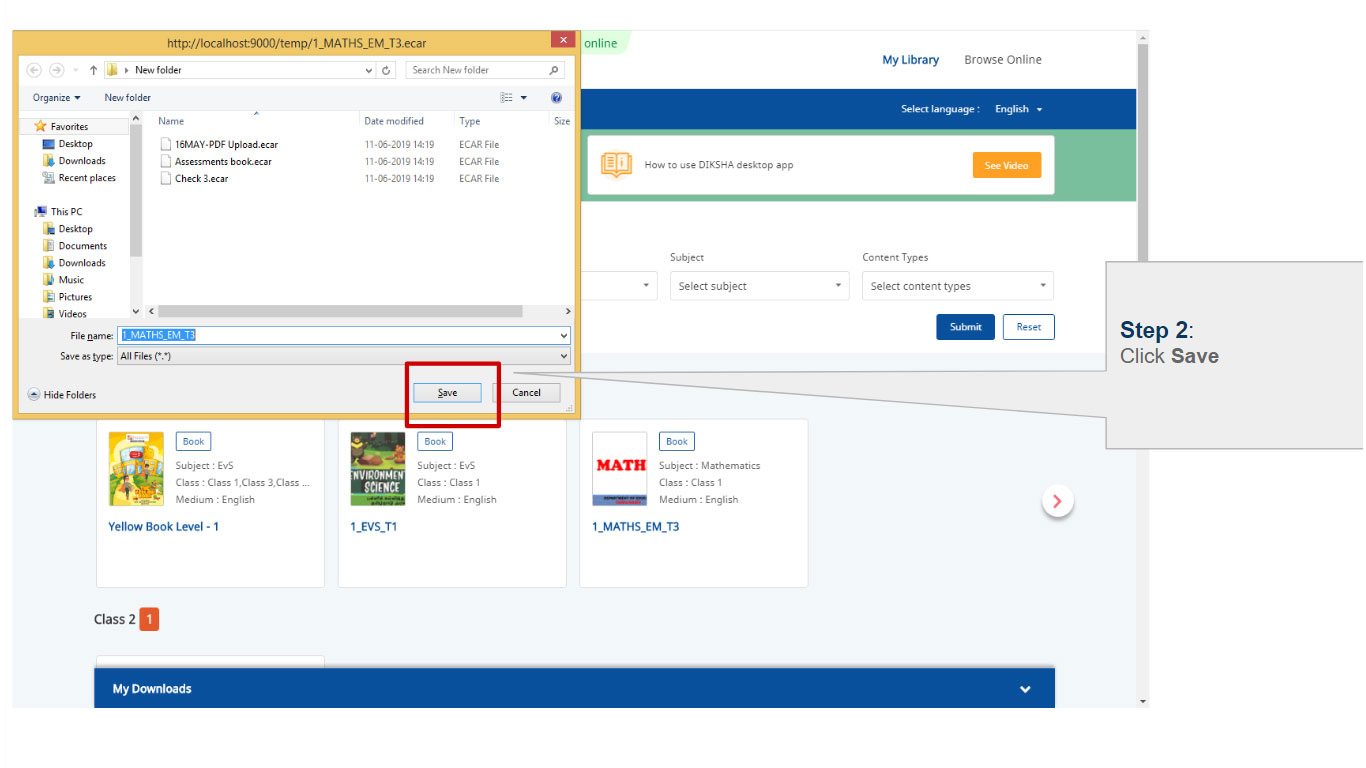 http://localhost:9000/temp/1_MATHS_EM_T3.ecar
New folder
Search New folder
Organize
New folder
Name
Date modified
Type
Size
Favorites
Desktop
Downloads
Recent places
This PC
Desktop
Documents
Downloads
Music
Pictures
Videos
16MAY-PDF Upload.ecar 11-06-2019 14:19 ECAR File
Assessments book.ecar 11-06-2019 14:19 ECAR File
Check 3.ecar 11-06-2019 14:19 ECAR File
File name: 1_MATHS_EM_T3
Save as type: All Files (*.*)
Hide Folders
Save
Cancel
online
My Library
Browse Online
Select language :
English
How to use DIKSHA desktop app
See Video
Subject
Content Types
Select subject
Select content types
Submit
Reset
Step 2:
Click Save
Book
Subject : EvS
Class : Class 1,Class 3,Class ...
Medium : English
Yellow Book Level - 1
ENVIRONMENT
SCIENCE
Book
Subject : EvS
Class : Class 1
Medium : English
1_EVS_T1
MATH
Book
Subject : Mathematics
Class : Class 1
Medium : English
1_MATHS_EM_T3
Class 2 1
My Downloads